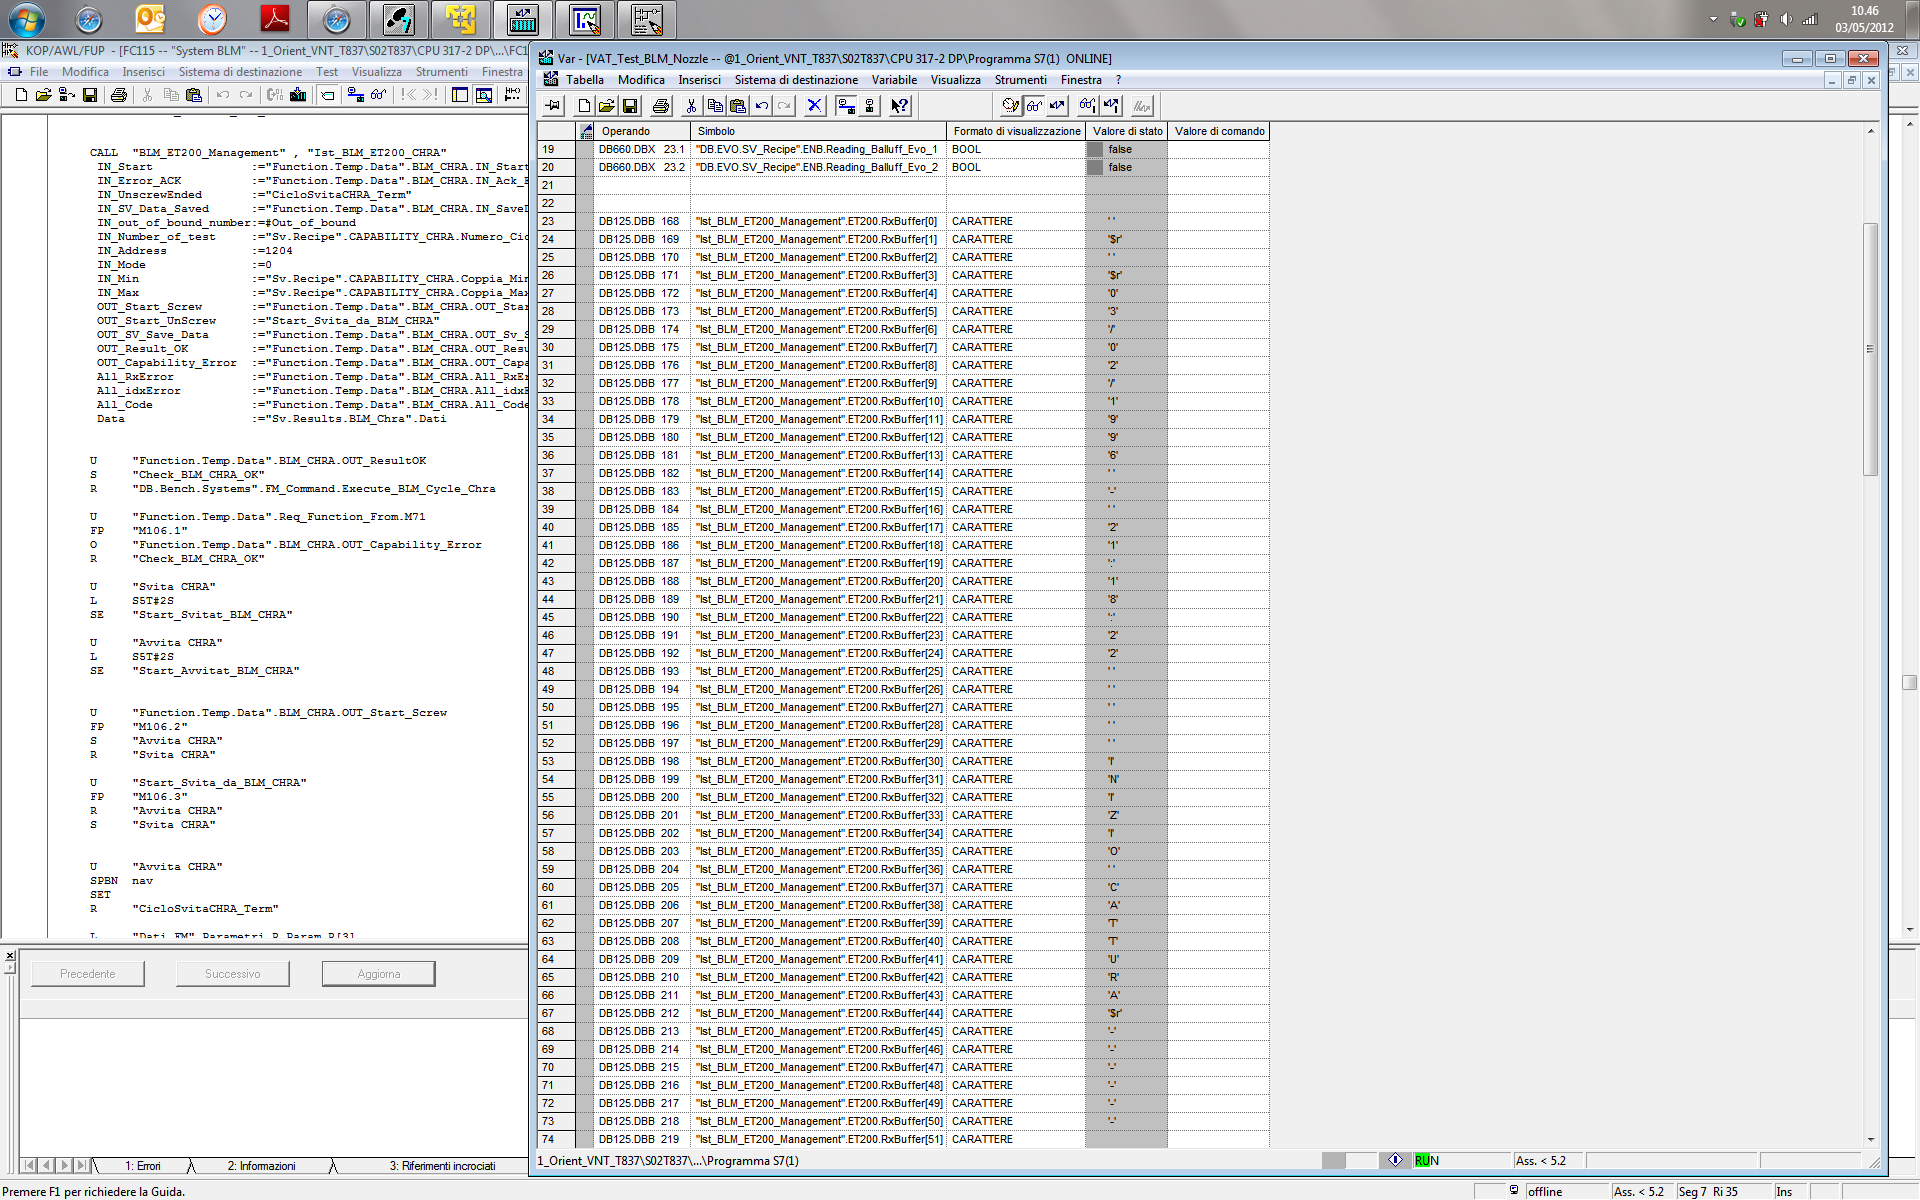 10.46
03/05/2012
KOP/AWL/FUP - [FC115 -- "System BLM" -- 1_Orient_VNT_T837\S02T837\CPU 317-2 DP\...\FC1
File Modifica Inserisci Sistema di destinazione Test Visualizza Strumenti Finestra
CALL "BLM_ET200_Management" , "Ist_BLM_ET200_CHRA"
IN_Start :="Function.Temp.Data".BLM_CHRA.IN_Start
IN_Error_ACK :="Function.Temp.Data".BLM_CHRA.IN_Ack_E
IN_UnscrewEnded :="CicloSvitaCHRA_Term"
IN_SV_Data_Saved :="Function.Temp.Data".BLM_CHRA.IN_SaveD
IN_out_of_bound_number:=#Out_of_bound
IN_Number_of_test :="Sv.Recipe".CAPABILITY_CHRA.Numero_Cic
IN_Address :=1204
IN_Mode :=0
IN_Min :="Sv.Recipe".CAPABILITY_CHRA.Coppia_Min
IN_Max :="Sv.Recipe".CAPABILITY_CHRA.Coppia_Max
OUT_Start_Screw :="Function.Temp.Data".BLM_CHRA.OUT_Star
OUT_Start_UnScrew :="Start_Svita_da_BLM_CHRA"
OUT_SV_Save_Data :="Function.Temp.Data".BLM_CHRA.OUT_Sv_S
OUT_Result_OK :="Function.Temp.Data".BLM_CHRA.OUT_Resu
OUT_Capability_Error :="Function.Temp.Data".BLM_CHRA.OUT_Capa
All_RxError :="Function.Temp.Data".BLM_CHRA.All_RxEr
All_idxError :="Function.Temp.Data".BLM_CHRA.All_idxE
All_Code :="Function.Temp.Data".BLM_CHRA.All_Code
Data :="Sv.Results.BLM_Chra".Dati
U "Function.Temp.Data".BLM_CHRA.OUT_ResultOK
S "Check_BLM_CHRA_OK"
R "DB.Bench.Systems".FM_Command.Execute_BLM_Cycle_Chra
U "Function.Temp.Data".Req_Function_From.M71
FP "M106.1"
O "Function.Temp.Data".BLM_CHRA.OUT_Capability_Error
R "Check_BLM_CHRA_OK"
U "Svita CHRA"
L S5T#2S
SE "Start_Svitat_BLM_CHRA"
U "Avvita CHRA"
L S5T#2S
SE "Start_Avvitat_BLM_CHRA"
U "Function.Temp.Data".BLM_CHRA.OUT_Start_Screw
FP "M106.2"
S "Avvita CHRA"
R "Svita CHRA"
U "Start_Svita_da_BLM_CHRA"
FP "M106.3"
R "Avvita CHRA"
S "Svita CHRA"
U "Avvita CHRA"
SPBN nav
SET
R "CicloSvitaCHRA_Term"
L "Dati FM".Parametri_R_Param_R[3]
Precedente Successivo Aggiorna
1: Errori 2: Informazioni 3: Riferimenti incrociati
Premere F1 per richiedere la Guida.
Var - [VAT_Test_BLM_Nozzle -- @1_Orient_VNT_T837\S02T837\CPU 317-2 DP\Programma S7(1) ONLINE]
Tabella Modifica Inserisci Sistema di destinazione Variabile Visualizza Strumenti Finestra ?
Operando Simbolo Formato di visualizzazione Valore di stato Valore di comando
19 DB660.DBX 23.1 "DB.EVO.SV_Recipe".ENB.Reading_Balluff_Evo_1 BOOL false
20 DB660.DBX 23.2 "DB.EVO.SV_Recipe".ENB.Reading_Balluff_Evo_2 BOOL false
21
22
23 DB125.DBB 168 "Ist_BLM_ET200_Management".ET200.RxBuffer[0] CARATTERE ' '
24 DB125.DBB 169 "Ist_BLM_ET200_Management".ET200.RxBuffer[1] CARATTERE '$r'
25 DB125.DBB 170 "Ist_BLM_ET200_Management".ET200.RxBuffer[2] CARATTERE ' '
26 DB125.DBB 171 "Ist_BLM_ET200_Management".ET200.RxBuffer[3] CARATTERE '$r'
27 DB125.DBB 172 "Ist_BLM_ET200_Management".ET200.RxBuffer[4] CARATTERE '0'
28 DB125.DBB 173 "Ist_BLM_ET200_Management".ET200.RxBuffer[5] CARATTERE '3'
29 DB125.DBB 174 "Ist_BLM_ET200_Management".ET200.RxBuffer[6] CARATTERE '/'
30 DB125.DBB 175 "Ist_BLM_ET200_Management".ET200.RxBuffer[7] CARATTERE '0'
31 DB125.DBB 176 "Ist_BLM_ET200_Management".ET200.RxBuffer[8] CARATTERE '2'
32 DB125.DBB 177 "Ist_BLM_ET200_Management".ET200.RxBuffer[9] CARATTERE '/'
33 DB125.DBB 178 "Ist_BLM_ET200_Management".ET200.RxBuffer[10] CARATTERE '1'
34 DB125.DBB 179 "Ist_BLM_ET200_Management".ET200.RxBuffer[11] CARATTERE '9'
35 DB125.DBB 180 "Ist_BLM_ET200_Management".ET200.RxBuffer[12] CARATTERE '9'
36 DB125.DBB 181 "Ist_BLM_ET200_Management".ET200.RxBuffer[13] CARATTERE '6'
37 DB125.DBB 182 "Ist_BLM_ET200_Management".ET200.RxBuffer[14] CARATTERE ' '
38 DB125.DBB 183 "Ist_BLM_ET200_Management".ET200.RxBuffer[15] CARATTERE '-'
39 DB125.DBB 184 "Ist_BLM_ET200_Management".ET200.RxBuffer[16] CARATTERE ' '
40 DB125.DBB 185 "Ist_BLM_ET200_Management".ET200.RxBuffer[17] CARATTERE '2'
41 DB125.DBB 186 "Ist_BLM_ET200_Management".ET200.RxBuffer[18] CARATTERE '1'
42 DB125.DBB 187 "Ist_BLM_ET200_Management".ET200.RxBuffer[19] CARATTERE ':'
43 DB125.DBB 188 "Ist_BLM_ET200_Management".ET200.RxBuffer[20] CARATTERE '1'
44 DB125.DBB 189 "Ist_BLM_ET200_Management".ET200.RxBuffer[21] CARATTERE '8'
45 DB125.DBB 190 "Ist_BLM_ET200_Management".ET200.RxBuffer[22] CARATTERE ':'
46 DB125.DBB 191 "Ist_BLM_ET200_Management".ET200.RxBuffer[23] CARATTERE '2'
47 DB125.DBB 192 "Ist_BLM_ET200_Management".ET200.RxBuffer[24] CARATTERE '2'
48 DB125.DBB 193 "Ist_BLM_ET200_Management".ET200.RxBuffer[25] CARATTERE ' '
49 DB125.DBB 194 "Ist_BLM_ET200_Management".ET200.RxBuffer[26] CARATTERE ' '
50 DB125.DBB 195 "Ist_BLM_ET200_Management".ET200.RxBuffer[27] CARATTERE ' '
51 DB125.DBB 196 "Ist_BLM_ET200_Management".ET200.RxBuffer[28] CARATTERE ' '
52 DB125.DBB 197 "Ist_BLM_ET200_Management".ET200.RxBuffer[29] CARATTERE ' '
53 DB125.DBB 198 "Ist_BLM_ET200_Management".ET200.RxBuffer[30] CARATTERE 'I'
54 DB125.DBB 199 "Ist_BLM_ET200_Management".ET200.RxBuffer[31] CARATTERE 'N'
55 DB125.DBB 200 "Ist_BLM_ET200_Management".ET200.RxBuffer[32] CARATTERE 'I'
56 DB125.DBB 201 "Ist_BLM_ET200_Management".ET200.RxBuffer[33] CARATTERE 'Z'
57 DB125.DBB 202 "Ist_BLM_ET200_Management".ET200.RxBuffer[34] CARATTERE 'I'
58 DB125.DBB 203 "Ist_BLM_ET200_Management".ET200.RxBuffer[35] CARATTERE 'O'
59 DB125.DBB 204 "Ist_BLM_ET200_Management".ET200.RxBuffer[36] CARATTERE ' '
60 DB125.DBB 205 "Ist_BLM_ET200_Management".ET200.RxBuffer[37] CARATTERE 'C'
61 DB125.DBB 206 "Ist_BLM_ET200_Management".ET200.RxBuffer[38] CARATTERE 'A'
62 DB125.DBB 207 "Ist_BLM_ET200_Management".ET200.RxBuffer[39] CARATTERE 'T'
63 DB125.DBB 208 "Ist_BLM_ET200_Management".ET200.RxBuffer[40] CARATTERE 'T'
64 DB125.DBB 209 "Ist_BLM_ET200_Management".ET200.RxBuffer[41] CARATTERE 'U'
65 DB125.DBB 210 "Ist_BLM_ET200_Management".ET200.RxBuffer[42] CARATTERE 'R'
66 DB125.DBB 211 "Ist_BLM_ET200_Management".ET200.RxBuffer[43] CARATTERE 'A'
67 DB125.DBB 212 "Ist_BLM_ET200_Management".ET200.RxBuffer[44] CARATTERE '$r'
68 DB125.DBB 213 "Ist_BLM_ET200_Management".ET200.RxBuffer[45] CARATTERE '-'
69 DB125.DBB 214 "Ist_BLM_ET200_Management".ET200.RxBuffer[46] CARATTERE '-'
70 DB125.DBB 215 "Ist_BLM_ET200_Management".ET200.RxBuffer[47] CARATTERE '-'
71 DB125.DBB 216 "Ist_BLM_ET200_Management".ET200.RxBuffer[48] CARATTERE '-'
72 DB125.DBB 217 "Ist_BLM_ET200_Management".ET200.RxBuffer[49] CARATTERE '-'
73 DB125.DBB 218 "Ist_BLM_ET200_Management".ET200.RxBuffer[50] CARATTERE '-'
74 DB125.DBB 219 "Ist_BLM_ET200_Management".ET200.RxBuffer[51] CARATTERE
1_Orient_VNT_T837\S02T837\...\Programma S7(1) RUN Ass. < 5.2
offline Ass. < 5.2 Seg 7 Ri 35 Ins